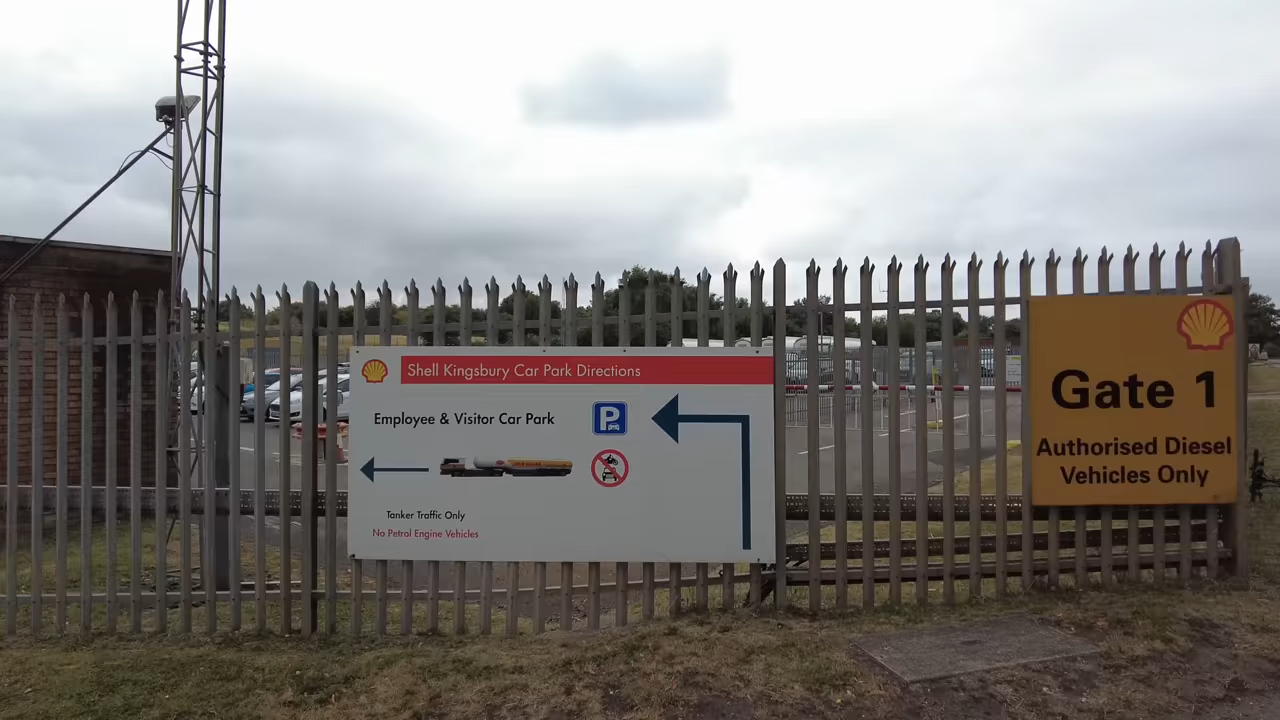 Shell Kingsbury Car Park Directions
Employee & Visitor Car Park
P
Tanker Traffic Only
No Petrol Engine Vehicles
Gate 1
Authorised Diesel
Vehicles Only